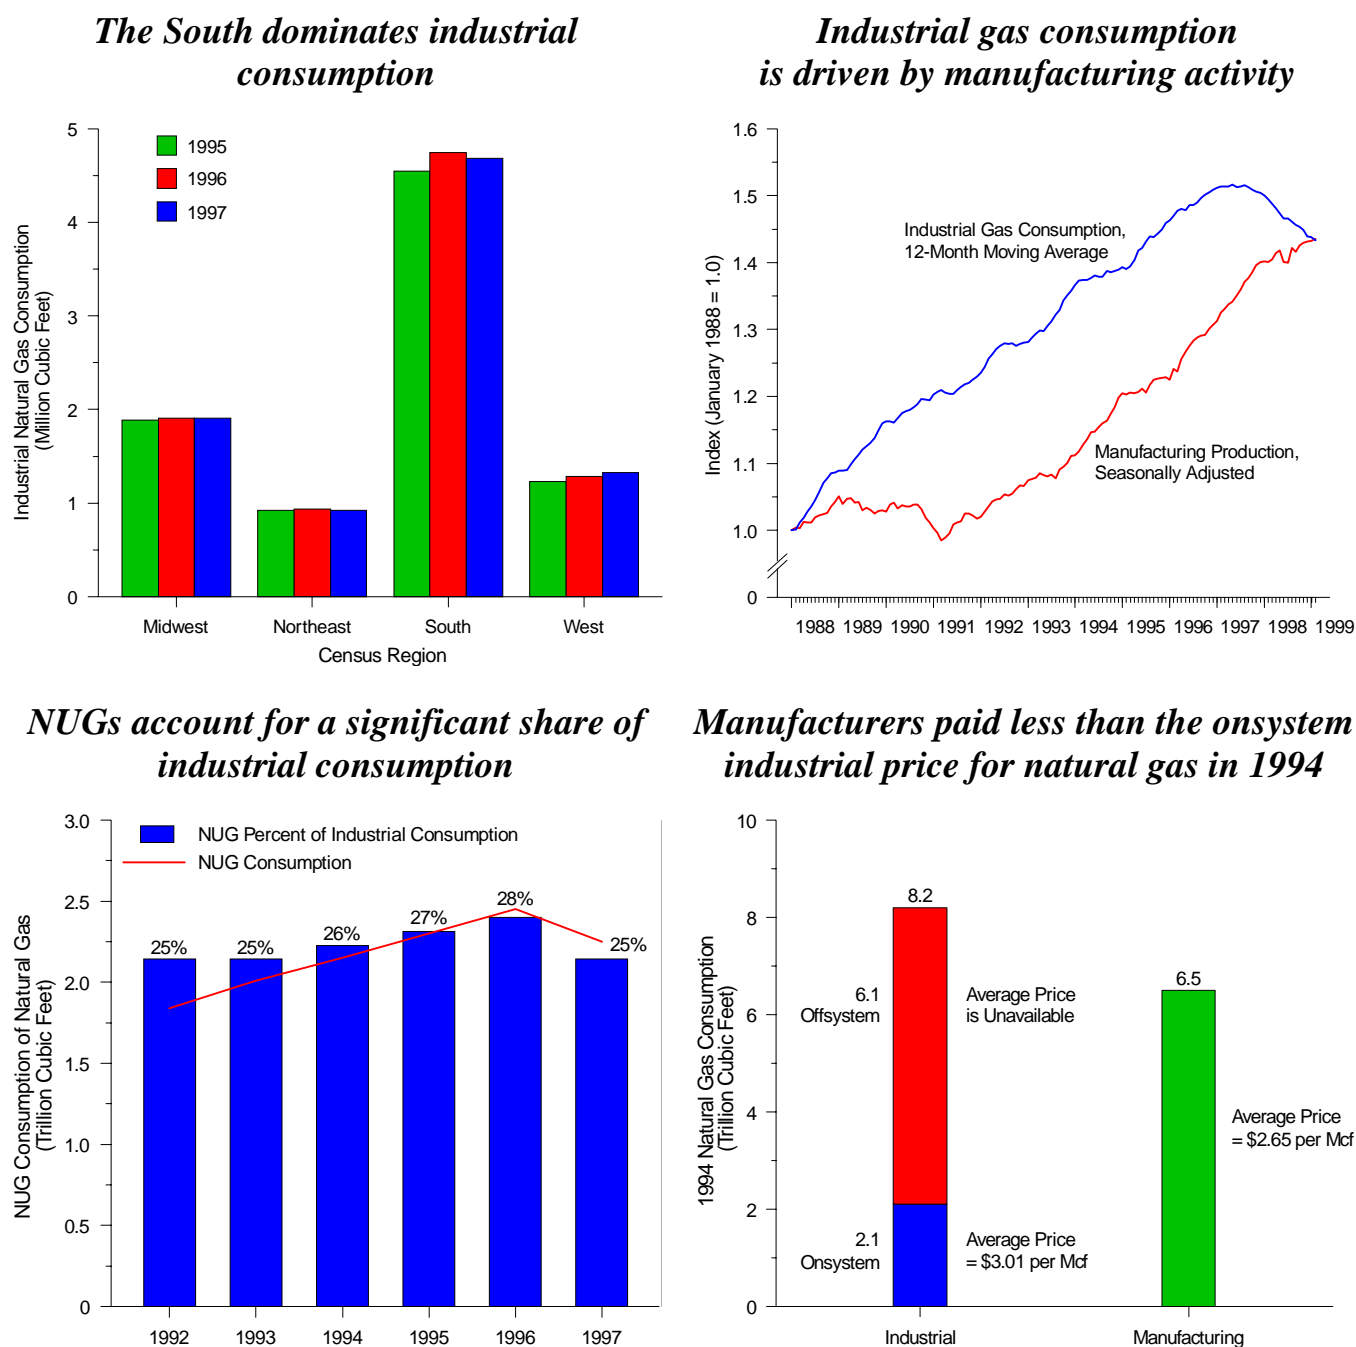 The South dominates industrial
consumption
5
4
3
2
1
0
Industrial Natural Gas Consumption
(Million Cubic Feet)
1995
1996
1997
Midwest
Northeast
South
West
Census Region
Industrial gas consumption
is driven by manufacturing activity
1.6
1.5
1.4
1.3
1.2
1.1
1.0
0
Index (January 1988 = 1.0)
Industrial Gas Consumption,
12-Month Moving Average
Manufacturing Production,
Seasonally Adjusted
1988 1989 1990 1991 1992 1993 1994 1995 1996 1997 1998 1999
NUGs account for a significant share of
industrial consumption
3.0
2.5
2.0
1.5
1.0
0.5
0
NUG Consumption of Natural Gas
(Trillion Cubic Feet)
NUG Percent of Industrial Consumption
NUG Consumption
25%
25%
26%
27%
28%
25%
1992
1993
1994
1995
1996
1997
Manufacturers paid less than the onsystem
industrial price for natural gas in 1994
10
8
6
4
2
0
1994 Natural Gas Consumption
(Trillion Cubic Feet)
8.2
6.1
Offsystem
Average Price
is Unavailable
2.1
Onsystem
Average Price
= $3.01 per Mcf
6.5
Average Price
= $2.65 per Mcf
Industrial
Manufacturing